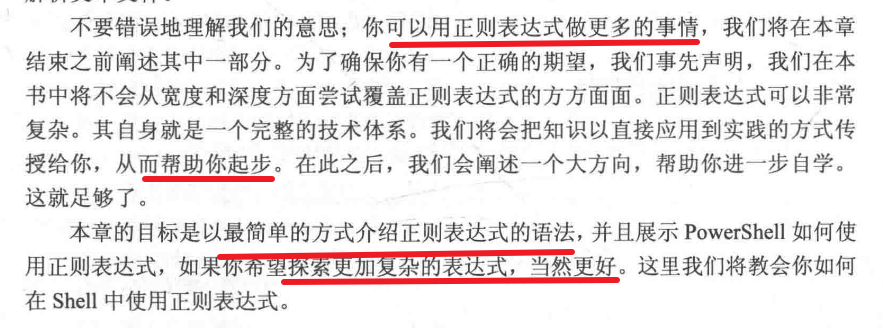 不要错误地理解我们的意思；你可以用正则表达式做更多的事情，我们将在本章
结束之前阐述其中一部分。为了确保你有一个正确的期望，我们事先声明，我们在本
书中将不会从宽度和深度方面尝试覆盖正则表达式的方方面面。正则表达式可以非常
复杂。其自身就是一个完整的技术体系。我们将会把知识以直接应用到实践的方式传
授给你，从而帮助你起步。在此之后，我们会阐述一个大方向，帮助你进一步自学。
这就足够了。
本章的目标是以最简单的方式介绍正则表达式的语法，并且展示 PowerShell 如何使
用正则表达式，如果你希望探索更加复杂的表达式，当然更好。这里我们将教会你如何
在 Shell 中使用正则表达式。